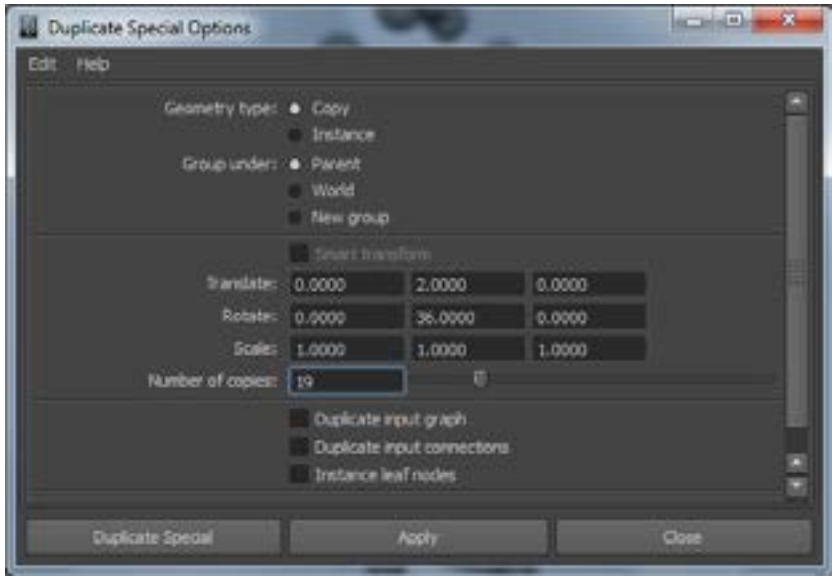 Duplicate Special Options
Edit Help
Geometry type: Copy
Instance
Group under: Parent
World
New group
Smart transform
Translate: 0.0000 2.0000 0.0000
Rotate: 0.0000 36.0000 0.0000
Scale: 1.0000 1.0000 1.0000
Number of copies: 19
Duplicate input graph
Duplicate input connections
Instance leaf nodes
Duplicate Special Apply Close